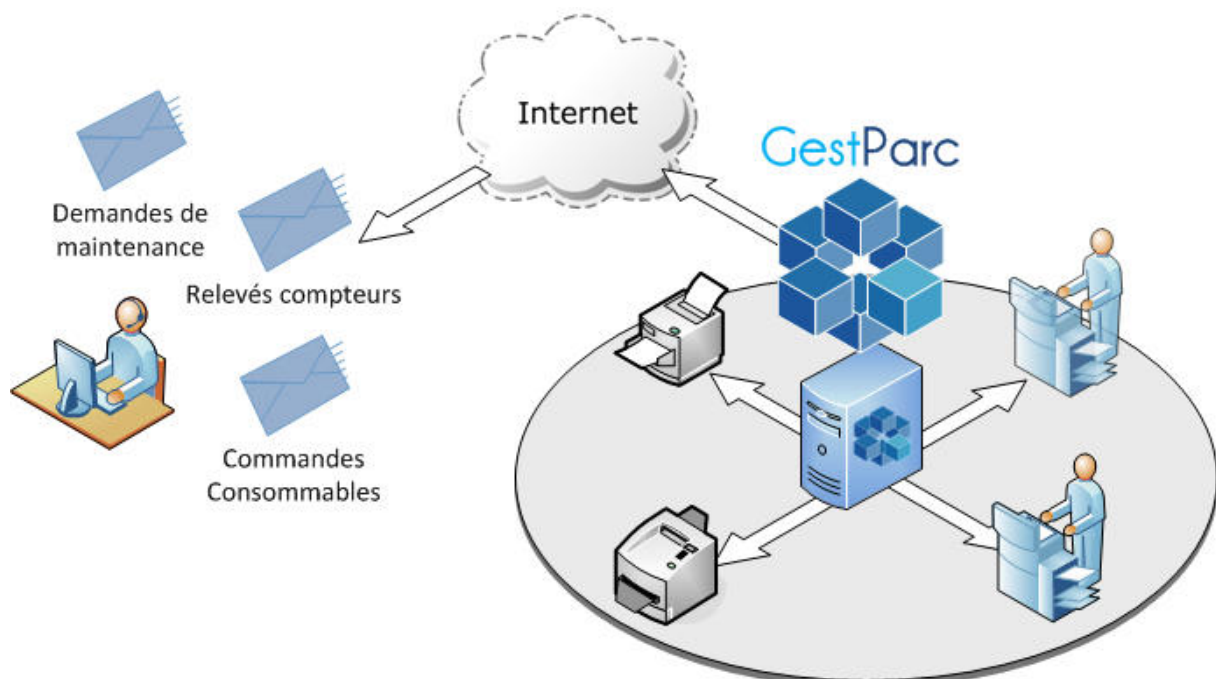 Internet
GestParc
Demandes de
maintenance
Relevés compteurs
Commandes
Consommables